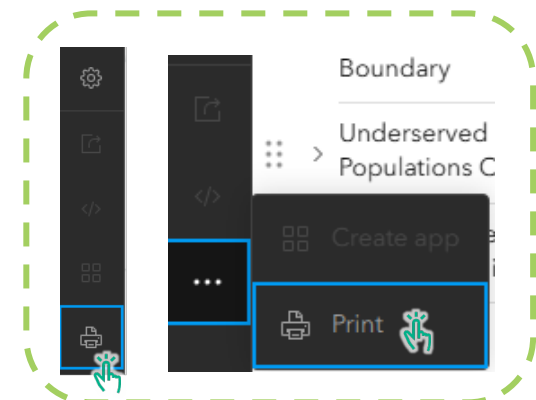 Boundary
Underserved
Populations C
Create app
Print